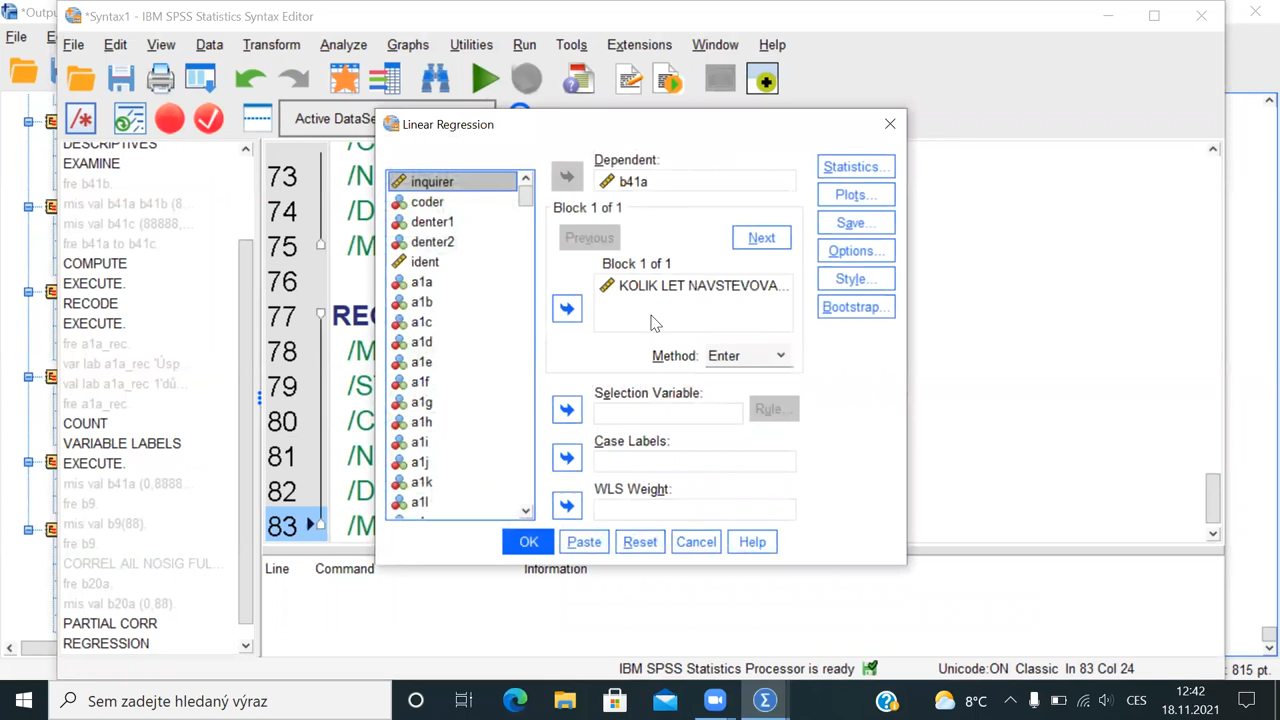 *Outpu
*Syntax1 - IBM SPSS Statistics Syntax Editor
File
File Edit View Data Transform Analyze Graphs Utilities Run Tools Extensions Window Help
Active DataSe
DESCRIPTIVES
EXAMINE
fre b41b.
mis val b41a b41b (8...
mis val b41c (88888,...
fre b41a to b41c.
COMPUTE
EXECUTE.
RECODE
EXECUTE.
fre a1a_rec.
var lab a1a_rec 'Úsp...
val lab a1a_rec 1'dů...
fre a1a_rec.
COUNT
VARIABLE LABELS
EXECUTE.
mis val b41a (0,8888...
fre b9.
mis val b9(88).
fre b9.
CORREL AIL NOSIG FUL...
fre b20a.
mis val b20a (0,88).
PARTIAL CORR
REGRESSION
73 /N
74 /D
75 /M
76
77 REG
78 /M
79 /ST
80 /C
81 /N
82 /D
83 /M
Linear Regression
inquirer
coder
denter1
denter2
ident
a1a
a1b
a1c
a1d
a1e
a1f
a1g
a1h
a1i
a1j
a1k
a1l
Dependent:
b41a
Block 1 of 1
Previous
Next
Block 1 of 1
KOLIK LET NAVSTEVOVA...
Method: Enter
Selection Variable:
Rule...
Case Labels:
WLS Weight:
Statistics...
Plots...
Save...
Options...
Style...
Bootstrap...
OK Paste Reset Cancel Help
Line Command Information
IBM SPSS Statistics Processor is ready Unicode:ON Classic In 83 Col 24
815 pt.
Sem zadejte hledaný výraz
8°C CES 12:42
18.11.2021